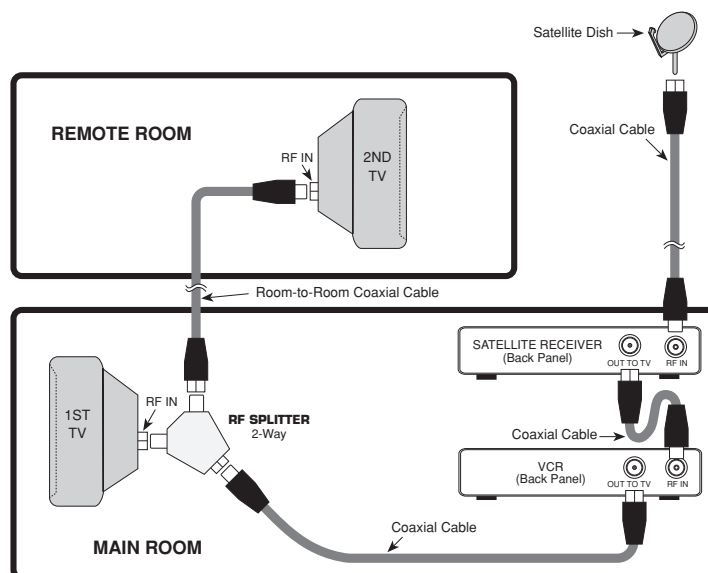 Satellite Dish
REMOTE ROOM
Coaxial Cable
RF IN
2ND
TV
Room-to-Room Coaxial Cable
SATELLITE RECEIVER
(Back Panel)
OUT TO TV
RF IN
1ST
TV
RF IN
RF SPLITTER
2-Way
Coaxial Cable
VCR
(Back Panel)
OUT TO TV
RF IN
Coaxial Cable
MAIN ROOM